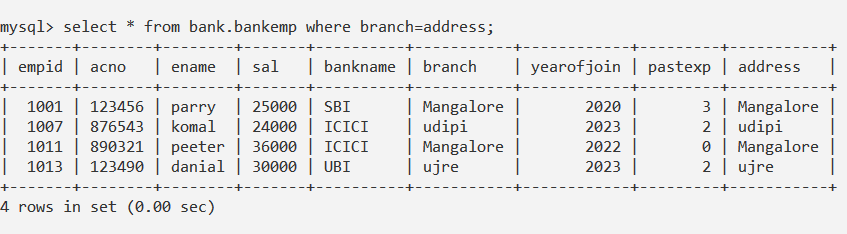 mysql> select * from bank.bankemp where branch=address;
+-------+--------+--------+-------+----------+-----------+------------+---------+-----------+
| empid | acno   | ename  | sal   | bankname | branch    | yearofjoin | pastexp | address   |
+-------+--------+--------+-------+----------+-----------+------------+---------+-----------+
|  1001 | 123456 | parry  | 25000 | SBI      | Mangalore |       2020 |       3 | Mangalore |
|  1007 | 876543 | komal  | 24000 | ICICI    | udipi     |       2023 |       2 | udipi     |
|  1011 | 890321 | peeter | 36000 | ICICI    | Mangalore |       2022 |       0 | Mangalore |
|  1013 | 123490 | danial | 30000 | UBI      | ujre      |       2023 |       2 | ujre      |
+-------+--------+--------+-------+----------+-----------+------------+---------+-----------+
4 rows in set (0.00 sec)